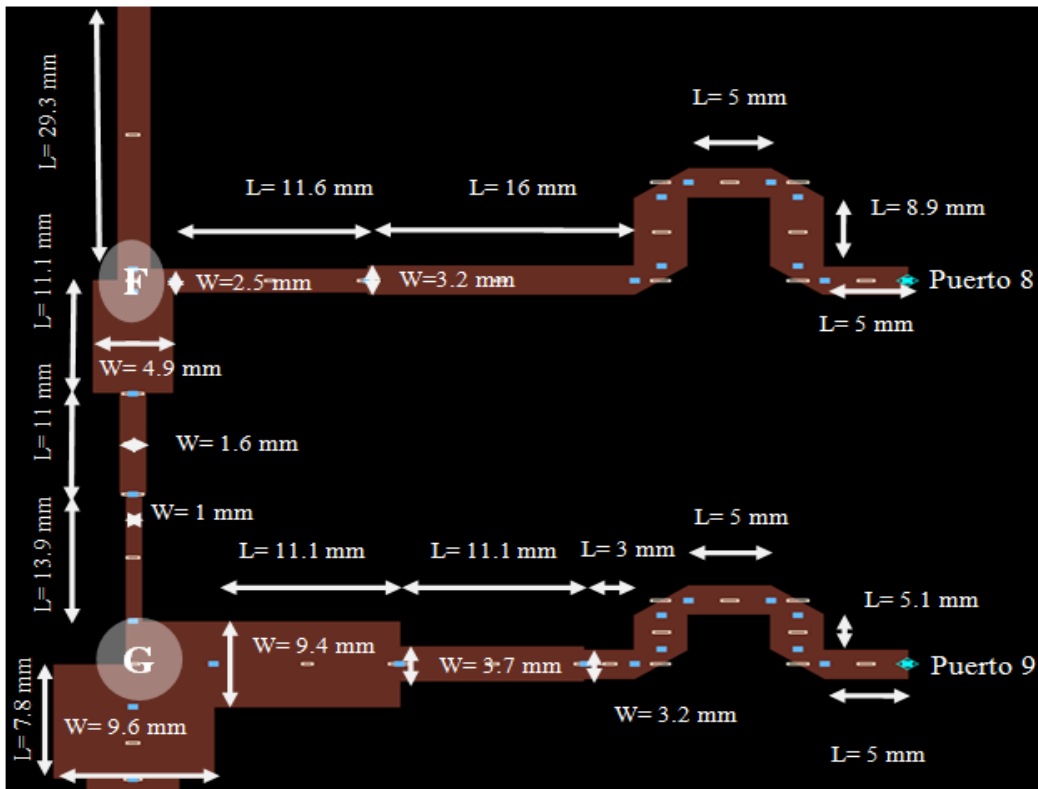 L= 29.3 mm
L= 5 mm
L= 11.6 mm
L= 16 mm
L= 8.9 mm
L= 11.1 mm
F
W=2.5 mm
W=3.2 mm
Puerto 8
L= 5 mm
W= 4.9 mm
L= 11 mm
W= 1.6 mm
L= 13.9 mm
W= 1 mm
L= 5 mm
L= 11.1 mm
L= 11.1 mm
L= 3 mm
L= 5.1 mm
G
W= 9.4 mm
W= 3.7 mm
Puerto 9
L= 7.8 mm
W= 9.6 mm
W= 3.2 mm
L= 5 mm